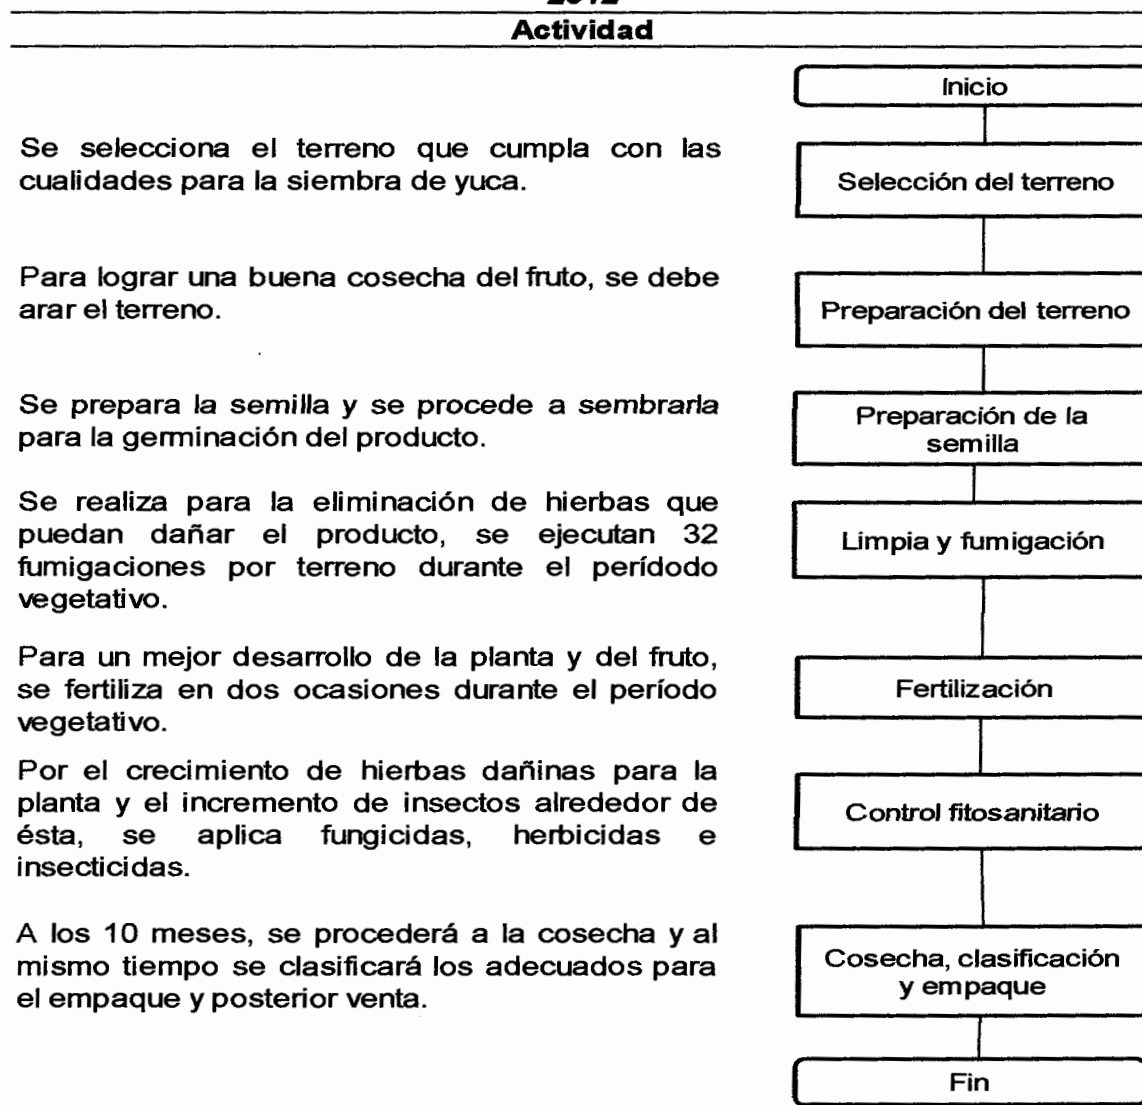 Actividad
Inicio
Se selecciona el terreno que cumpla con las
cualidades para la siembra de yuca.
Selección del terreno
Para lograr una buena cosecha del fruto, se debe
arar el terreno.
Preparación del terreno
Se prepara la semilla y se procede a sembrarla
para la germinación del producto.
Preparación de la
semilla
Se realiza para la eliminación de hierbas que
puedan dañar el producto, se ejecutan 32
fumigaciones por terreno durante el perídodo
vegetativo.
Limpia y fumigación
Para un mejor desarrollo de la planta y del fruto,
se fertiliza en dos ocasiones durante el período
vegetativo.
Fertilización
Por el crecimiento de hierbas dañinas para la
planta y el incremento de insectos alrededor de
ésta, se aplica fungicidas, herbicidas e
insecticidas.
Control fitosanitario
A los 10 meses, se procederá a la cosecha y al
mismo tiempo se clasificará los adecuados para
el empaque y posterior venta.
Cosecha, clasificación
y empaque
Fin